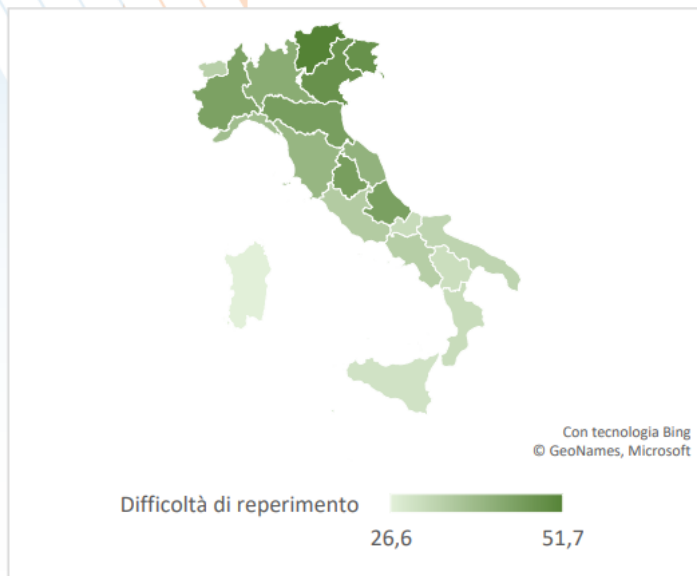 Con tecnologia Bing
© GeoNames, Microsoft
Difficoltà di reperimento
26,6 51,7